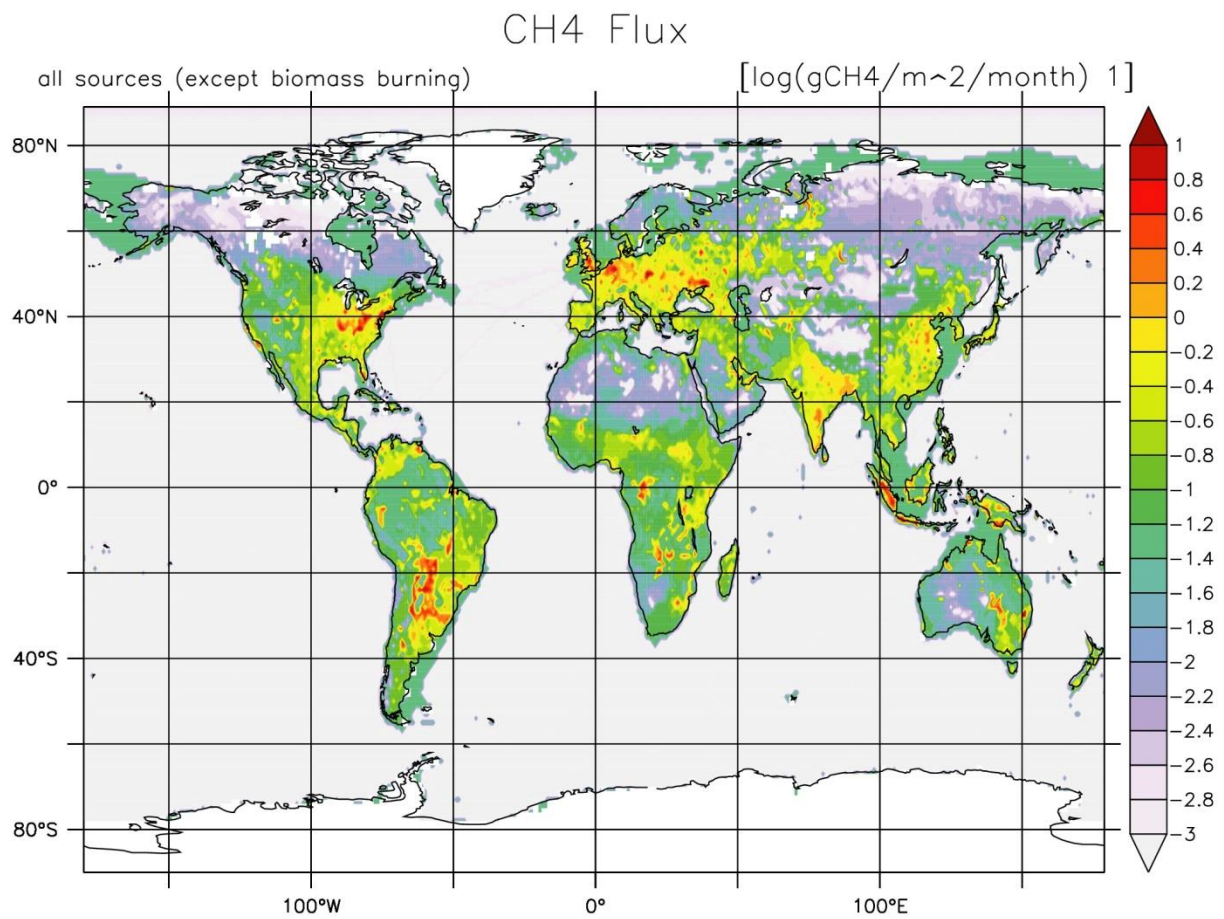 CH4 Flux
all sources (except biomass burning)
[log(gCH4/m^2/month) 1]
80°N
40°N
0°
40°S
80°S
100°W
0°
100°E
1
0.8
0.6
0.4
0.2
0
-0.2
-0.4
-0.6
-0.8
-1
-1.2
-1.4
-1.6
-1.8
-2
-2.2
-2.4
-2.6
-2.8
-3